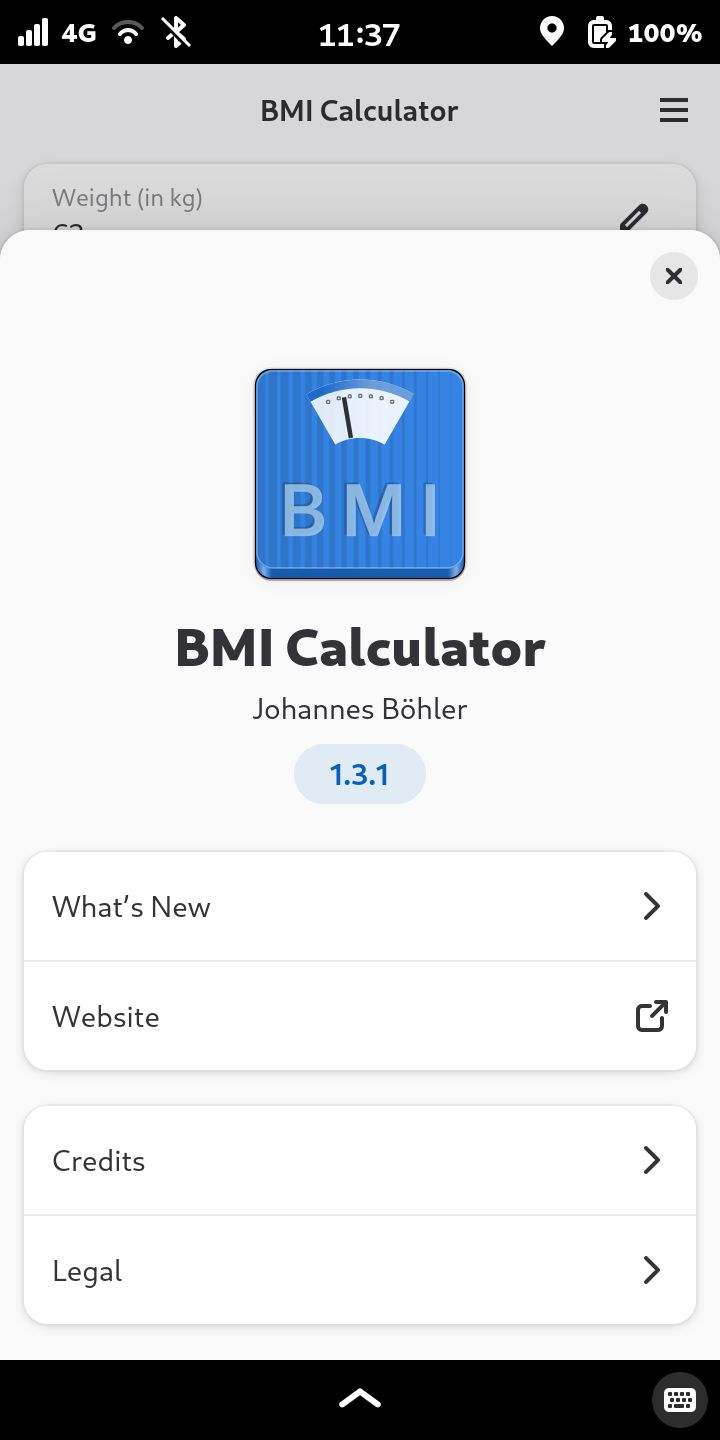 4G
11:37
100%
BMI Calculator
Weight (in kg)
BMI
BMI Calculator
Johannes Böhler
1.3.1
What’s New
Website
Credits
Legal